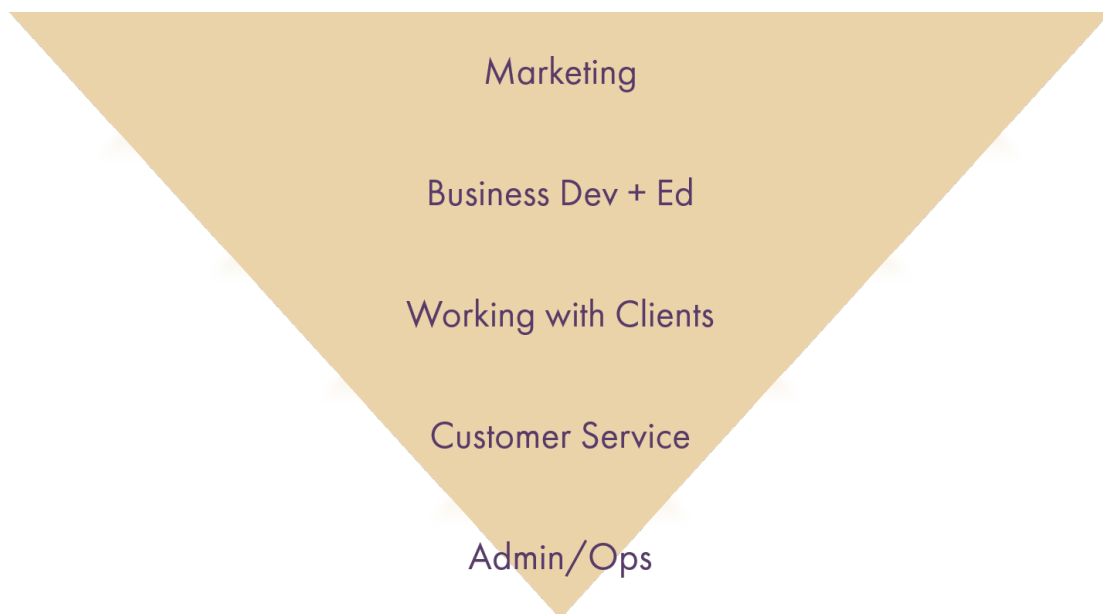 Marketing
Business Dev + Ed
Working with Clients
Customer Service
Admin/Ops